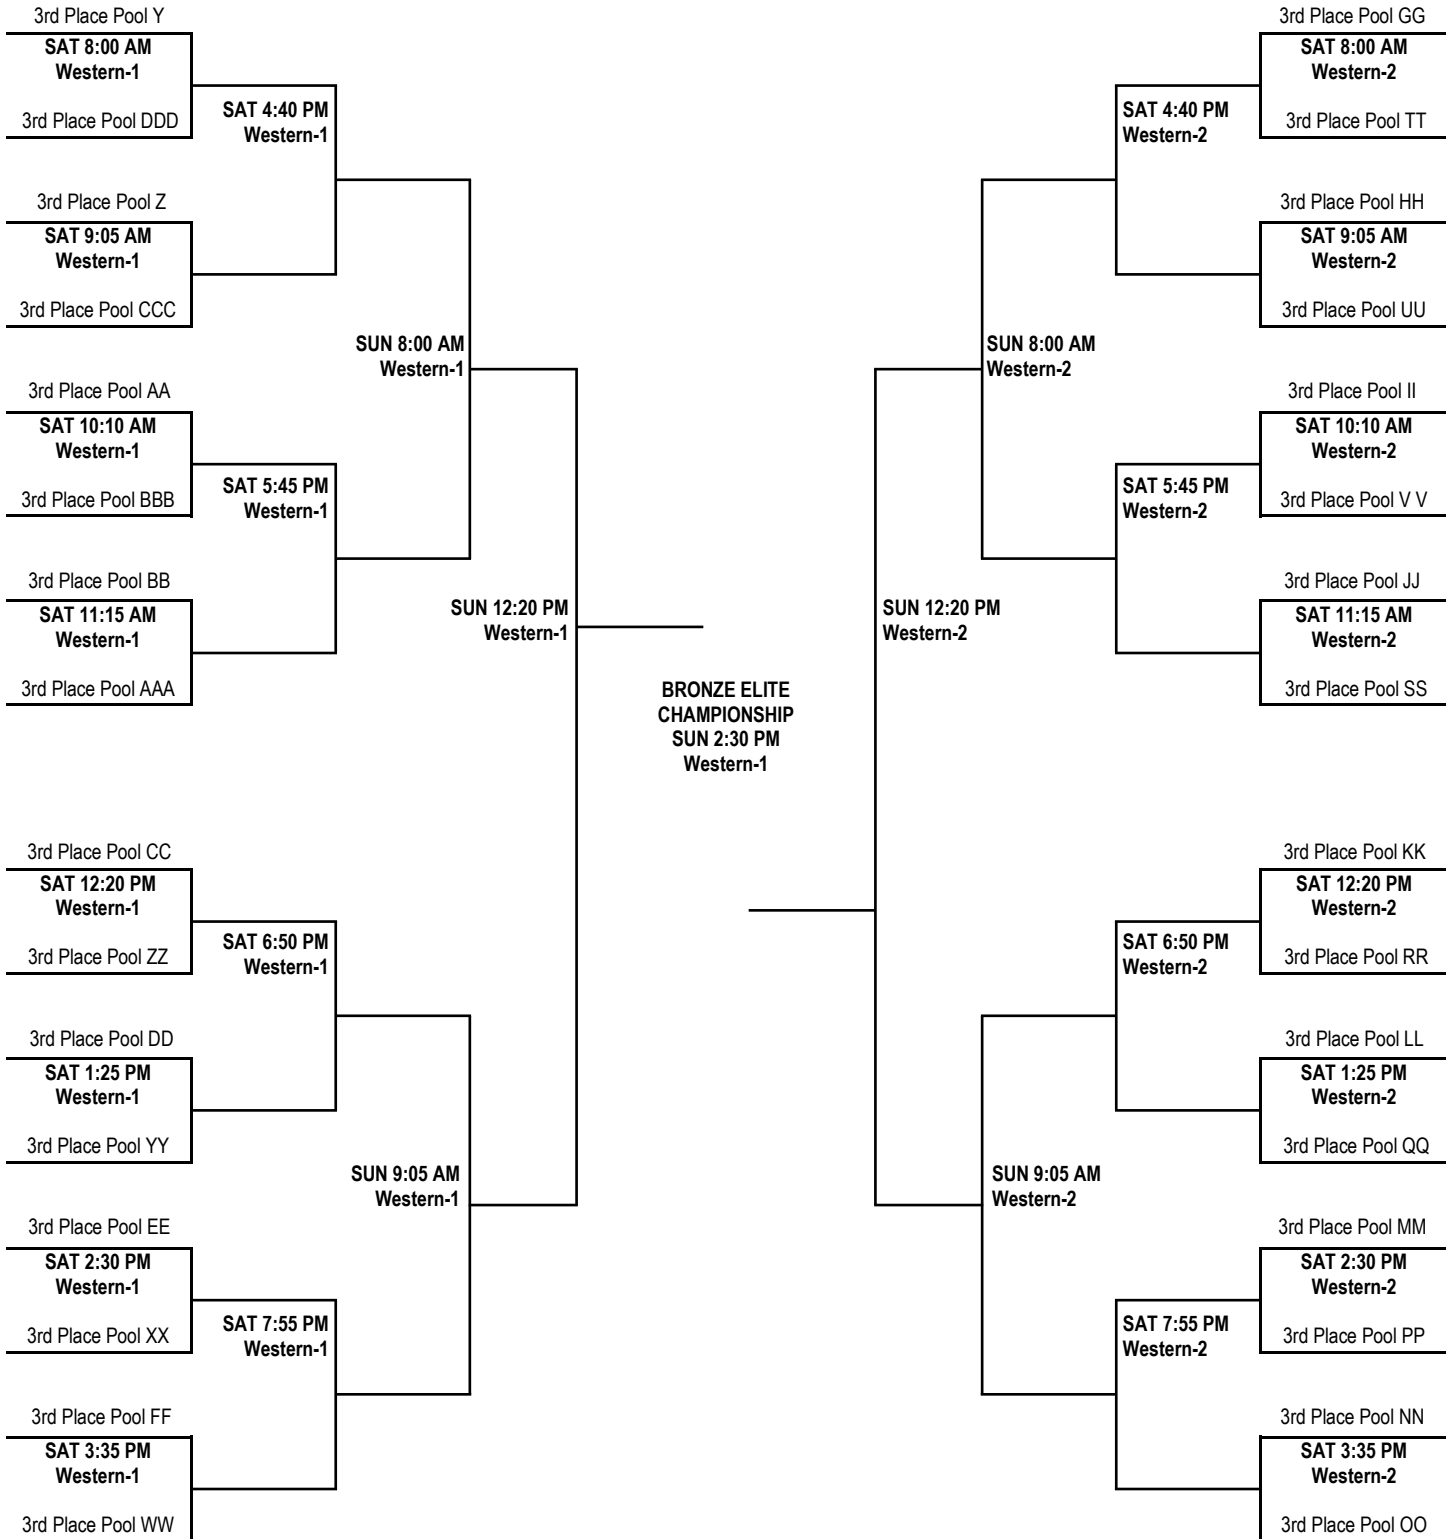 3rd Place Pool Y
SAT 8:00 AM
Western-1
3rd Place Pool DDD
SAT 4:40 PM
Western-1
3rd Place Pool Z
SAT 9:05 AM
Western-1
3rd Place Pool CCC
SUN 8:00 AM
Western-1
3rd Place Pool AA
SAT 10:10 AM
Western-1
3rd Place Pool BBB
SAT 5:45 PM
Western-1
3rd Place Pool BB
SAT 11:15 AM
Western-1
3rd Place Pool AAA
SUN 12:20 PM
Western-1
3rd Place Pool CC
SAT 12:20 PM
Western-1
3rd Place Pool ZZ
SAT 6:50 PM
Western-1
3rd Place Pool DD
SAT 1:25 PM
Western-1
3rd Place Pool YY
SUN 9:05 AM
Western-1
3rd Place Pool EE
SAT 2:30 PM
Western-1
3rd Place Pool XX
SAT 7:55 PM
Western-1
3rd Place Pool FF
SAT 3:35 PM
Western-1
3rd Place Pool WW
BRONZE ELITE
CHAMPIONSHIP
SUN 2:30 PM
Western-1
3rd Place Pool GG
SAT 8:00 AM
Western-2
3rd Place Pool TT
SAT 4:40 PM
Western-2
3rd Place Pool HH
SAT 9:05 AM
Western-2
3rd Place Pool UU
SUN 8:00 AM
Western-2
3rd Place Pool II
SAT 10:10 AM
Western-2
3rd Place Pool V V
SAT 5:45 PM
Western-2
3rd Place Pool JJ
SAT 11:15 AM
Western-2
3rd Place Pool SS
SUN 12:20 PM
Western-2
3rd Place Pool KK
SAT 12:20 PM
Western-2
3rd Place Pool RR
SAT 6:50 PM
Western-2
3rd Place Pool LL
SAT 1:25 PM
Western-2
3rd Place Pool QQ
SUN 9:05 AM
Western-2
3rd Place Pool MM
SAT 2:30 PM
Western-2
3rd Place Pool PP
SAT 7:55 PM
Western-2
3rd Place Pool NN
SAT 3:35 PM
Western-2
3rd Place Pool OO